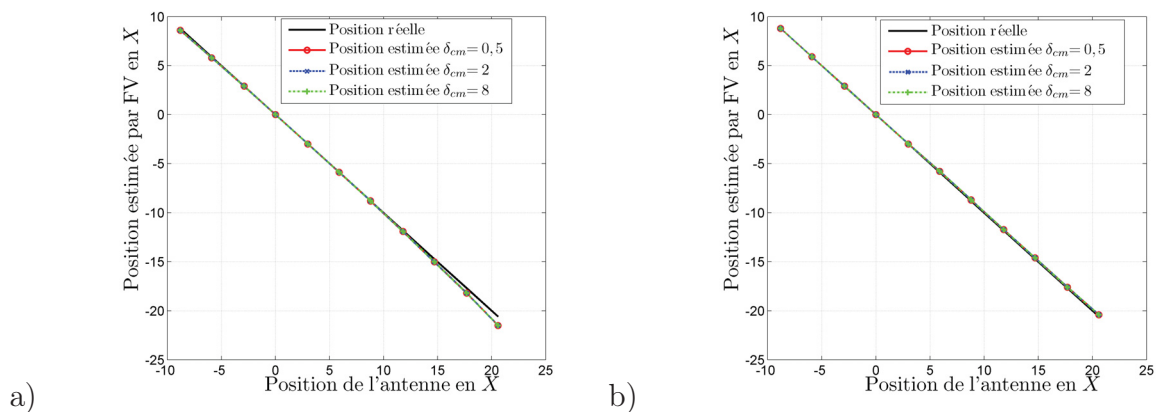 Position estimée par FV en X
10
5
0
-5
-10
-15
-20
-25
-10 -5 0 5 10 15 20 25
Position de l'antenne en X
Position réelle
Position estimée δcm= 0,5
Position estimée δcm= 2
Position estimée δcm= 8
a)
Position estimée par FV en X
10
5
0
-5
-10
-15
-20
-25
-10 -5 0 5 10 15 20 25
Position de l'antenne en X
Position réelle
Position estimée δcm= 0,5
Position estimée δcm= 2
Position estimée δcm= 8
b)